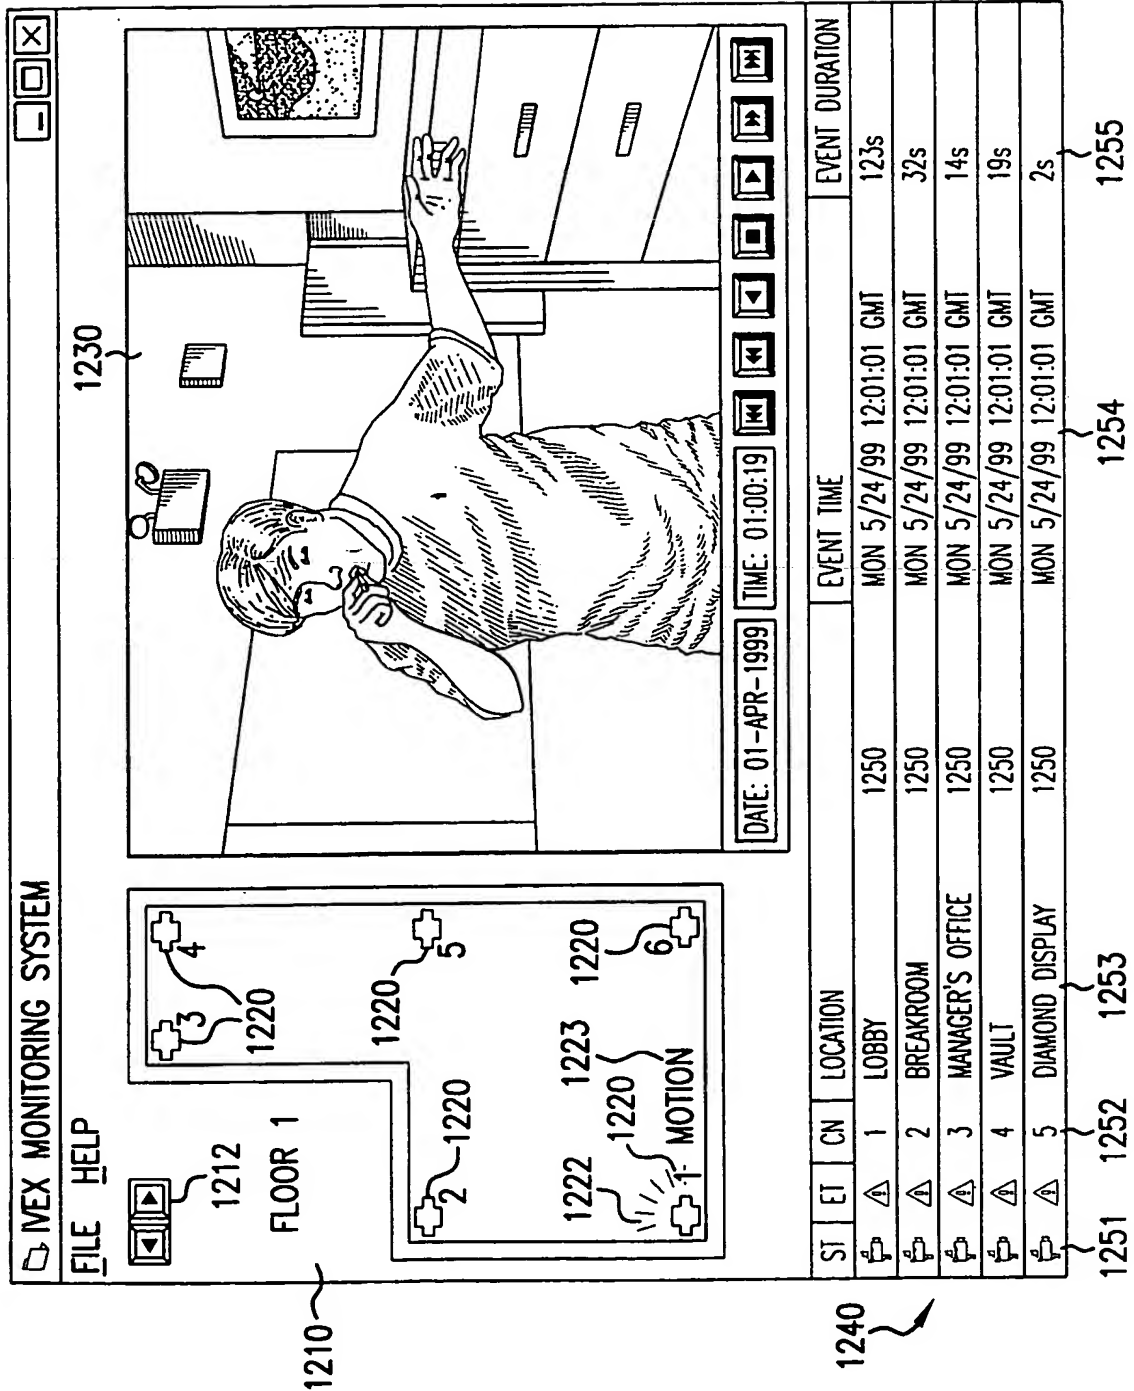 IVEX MONITORING SYSTEM
FILE HELP
1212
FLOOR 1
1210
3
4
1220
2
1220
1220
5
1222
1220
1
1223
MOTION
1220
6
1230
DATE: 01-APR-1999 TIME: 01:00:19
1240
ST ET CN LOCATION EVENT TIME EVENT DURATION
1 LOBBY 1250 MON 5/24/99 12:01:01 GMT 123s
2 BREAKROOM 1250 MON 5/24/99 12:01:01 GMT 32s
3 MANAGER'S OFFICE 1250 MON 5/24/99 12:01:01 GMT 14s
4 VAULT 1250 MON 5/24/99 12:01:01 GMT 19s
5 DIAMOND DISPLAY 1250 MON 5/24/99 12:01:01 GMT 2s
1251 1252 1253 1254 1255